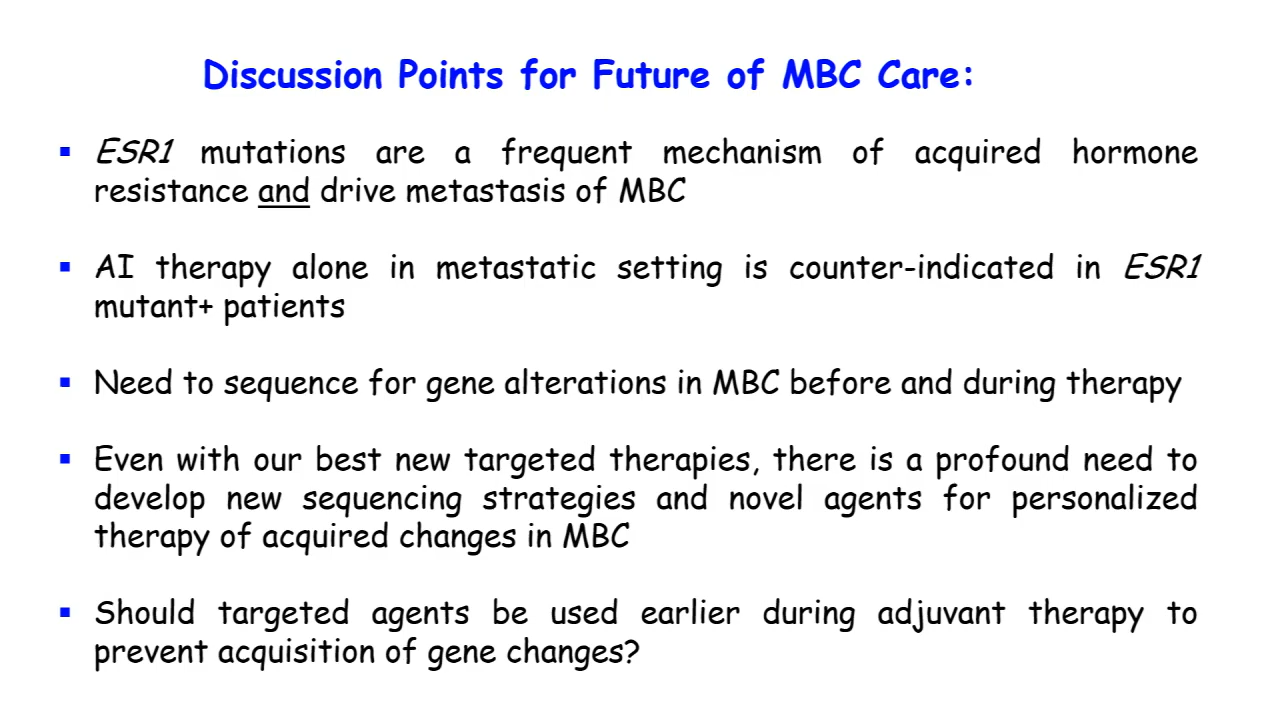 Discussion Points for Future of MBC Care:
▪ ESR1 mutations are a frequent mechanism of acquired hormone
resistance and drive metastasis of MBC
▪ AI therapy alone in metastatic setting is counter-indicated in ESR1
mutant+ patients
▪ Need to sequence for gene alterations in MBC before and during therapy
▪ Even with our best new targeted therapies, there is a profound need to
develop new sequencing strategies and novel agents for personalized
therapy of acquired changes in MBC
▪ Should targeted agents be used earlier during adjuvant therapy to
prevent acquisition of gene changes?